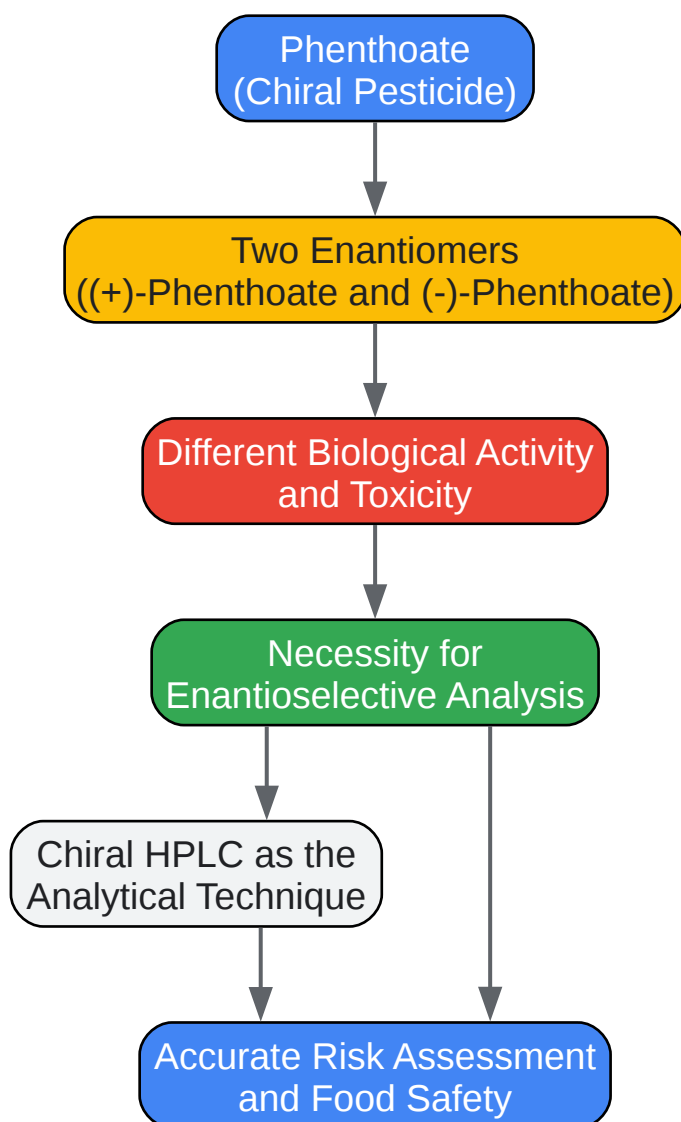 Phenthoate
(Chiral Pesticide)
Two Enantiomers
((+)-Phenthoate and (-)-Phenthoate)
Different Biological Activity
and Toxicity
Necessity for
Enantioselective Analysis
Chiral HPLC as the
Analytical Technique
Accurate Risk Assessment
and Food Safety